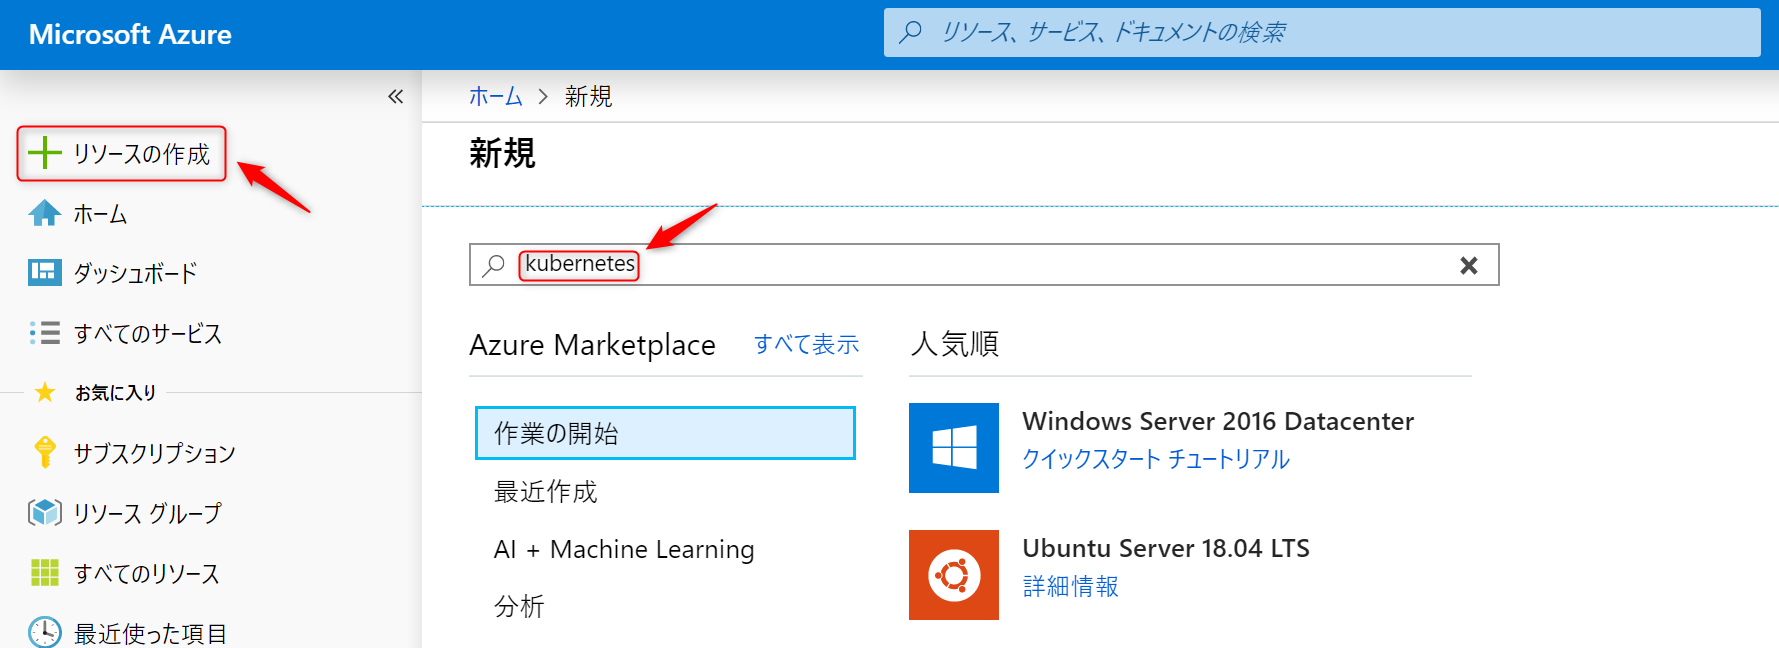 Microsoft Azure
リソース、サービス、ドキュメントの検索
«
リソースの作成
ホーム
ダッシュボード
すべてのサービス
お気に入り
サブスクリプション
リソース グループ
すべてのリソース
最近使った項目
ホーム > 新規
新規
kubernetes
Azure Marketplace すべて表示
作業の開始
最近作成
AI + Machine Learning
分析
人気順
Windows Server 2016 Datacenter
クイックスタート チュートリアル
Ubuntu Server 18.04 LTS
詳細情報